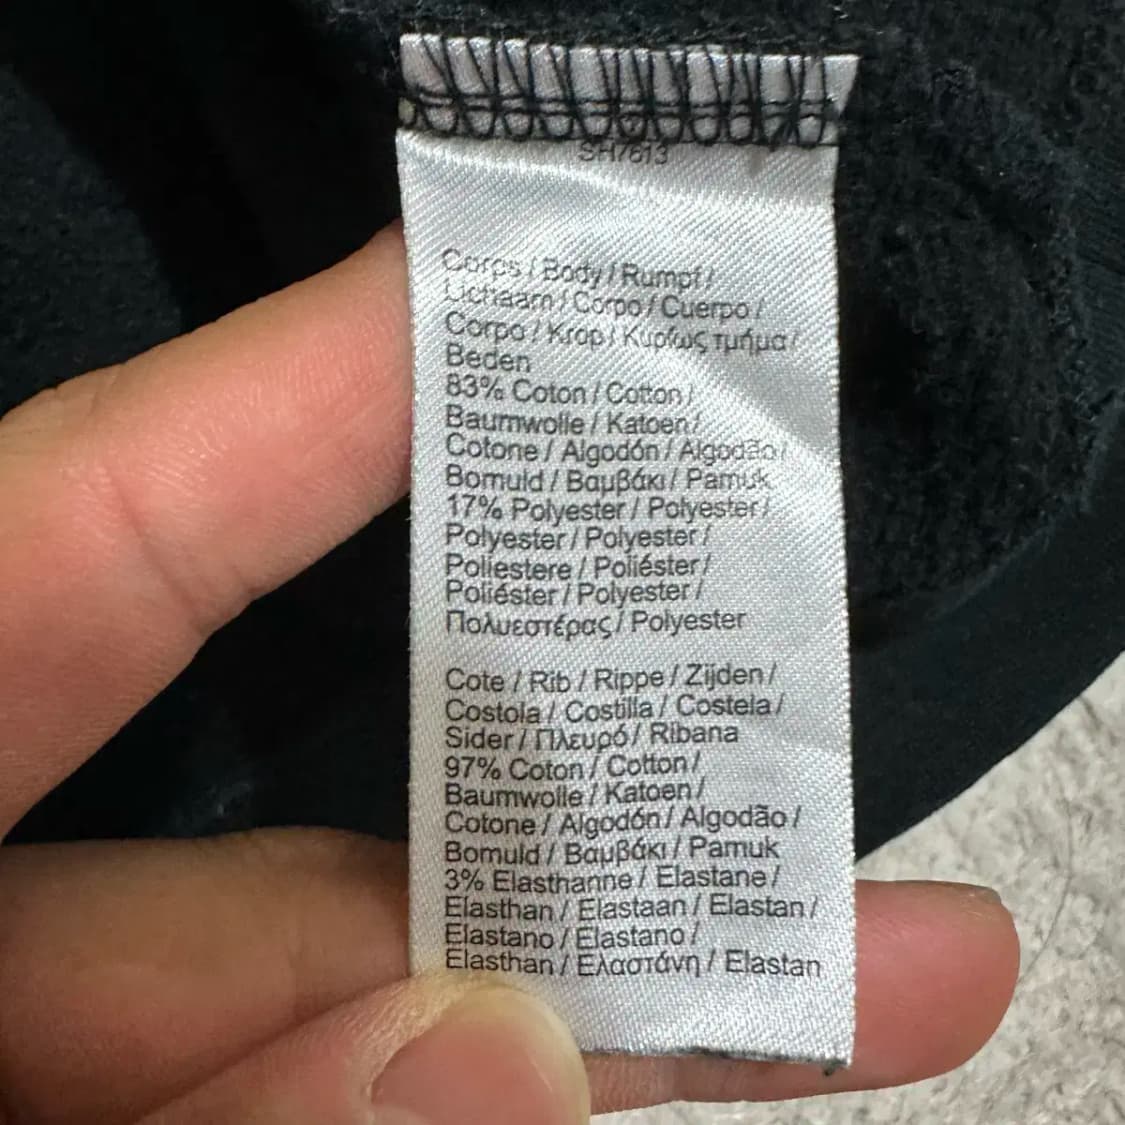 SH7613
Corps / Body / Rumpf /
Lichaam / Corpo / Cuerpo /
Corpo / Krop / Κυρίως τμήμα /
Beden
83% Coton / Cotton /
Baumwolle / Katoen /
Cotone / Algodón / Algodão /
Bomuld / Βαμβάκι / Pamuk
17% Polyester / Polyester /
Polyester / Polyester /
Poliestere / Poliéster /
Poliéster / Polyester /
Πολυεστέρας / Polyester
Cote / Rib / Rippe / Zijden /
Costola / Costilla / Costela /
Sider / Πλευρό / Ribana
97% Coton / Cotton /
Baumwolle / Katoen /
Cotone / Algodón / Algodão /
Bomuld / Βαμβάκι / Pamuk
3% Elasthanne / Elastane /
Elasthan / Elastaan / Elastan /
Elastano / Elastano /
Elasthan / Ελαστάνη / Elastan